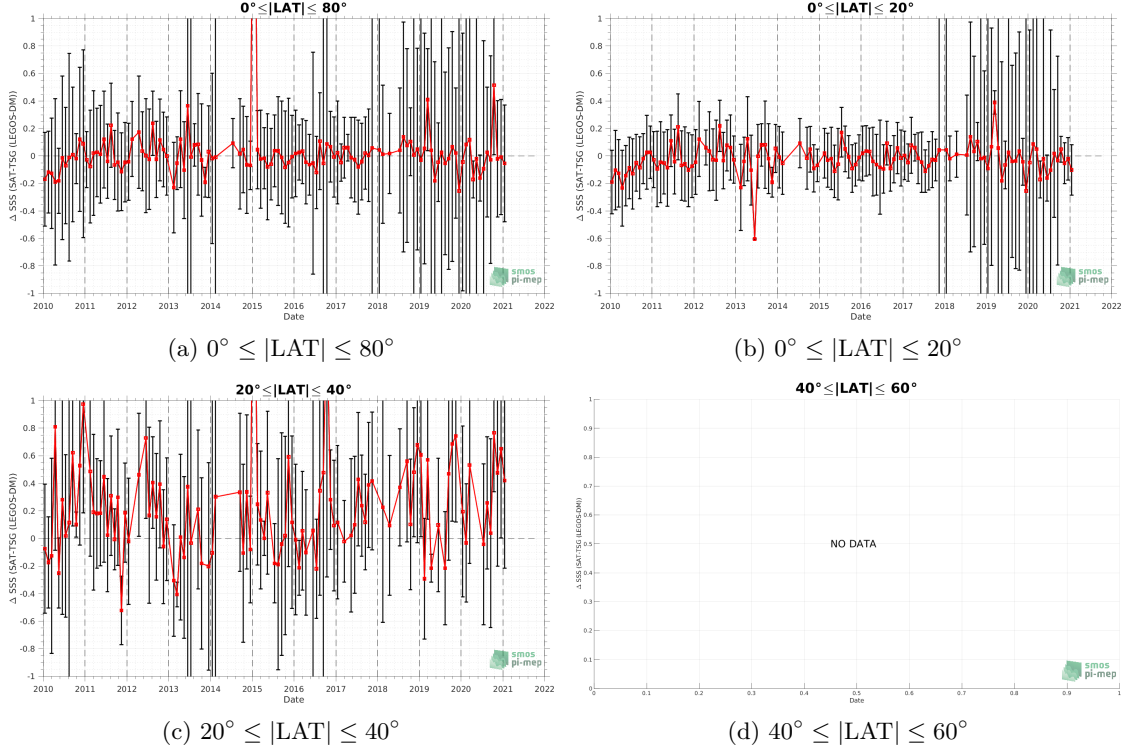 0°≤|LAT|≤ 80°
Δ SSS (SAT-TSG (LEGOS-DM))
1
0.8
0.6
0.4
0.2
0
-0.2
-0.4
-0.6
-0.8
-1
2010 2011 2012 2013 2014 2015 2016 2017 2018 2019 2020 2021 2022
Date
smos
pi-mep
(a) 0° ≤ |LAT| ≤ 80°
0°≤|LAT|≤ 20°
Δ SSS (SAT-TSG (LEGOS-DM))
1
0.8
0.6
0.4
0.2
0
-0.2
-0.4
-0.6
-0.8
-1
2010 2011 2012 2013 2014 2015 2016 2017 2018 2019 2020 2021 2022
Date
smos
pi-mep
(b) 0° ≤ |LAT| ≤ 20°
20°≤|LAT|≤ 40°
Δ SSS (SAT-TSG (LEGOS-DM))
1
0.8
0.6
0.4
0.2
0
-0.2
-0.4
-0.6
-0.8
-1
2010 2011 2012 2013 2014 2015 2016 2017 2018 2019 2020 2021 2022
Date
smos
pi-mep
(c) 20° ≤ |LAT| ≤ 40°
40°≤|LAT|≤ 60°
Δ SSS (SAT-TSG (LEGOS-DM))
1
0.9
0.8
0.7
0.6
0.5
0.4
0.3
0.2
0.1
0
NO DATA
0 0.1 0.2 0.3 0.4 0.5 0.6 0.7 0.8 0.9 1
Date
smos
pi-mep
(d) 40° ≤ |LAT| ≤ 60°